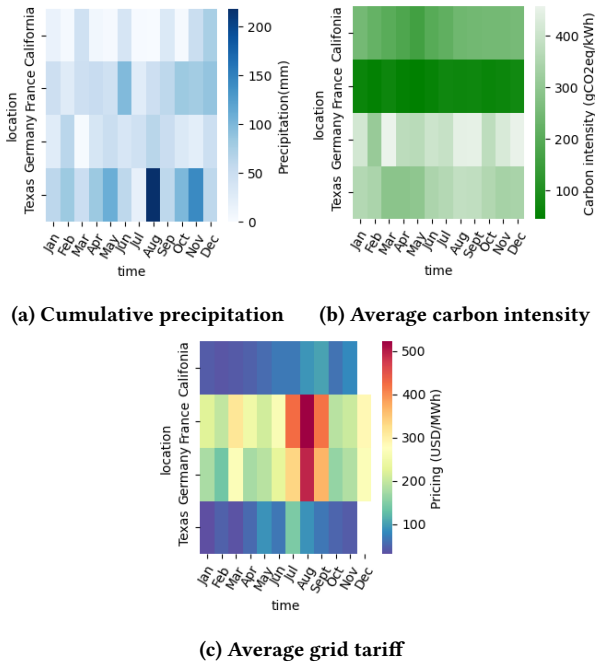 California
France
Germany
Texas
location
Jan Feb Mar Apr May Jun Jul Aug Sep Oct Nov Dec
time
200
150
100
50
0
Precipitation(mm)
(a) Cumulative precipitation
California
France
Germany
Texas
location
Jan Feb Mar Apr May Jun Jul Aug Sept Oct Nov Dec
time
400
300
200
100
Carbon intensity (gCO2eq/kWh)
(b) Average carbon intensity
Califonia
France
Germany
Texas
location
Jan Feb Mar Apr May Jun Jul Aug Sept Oct Nov Dec
time
500
400
300
200
100
Pricing (USD/MWh)
(c) Average grid tariff